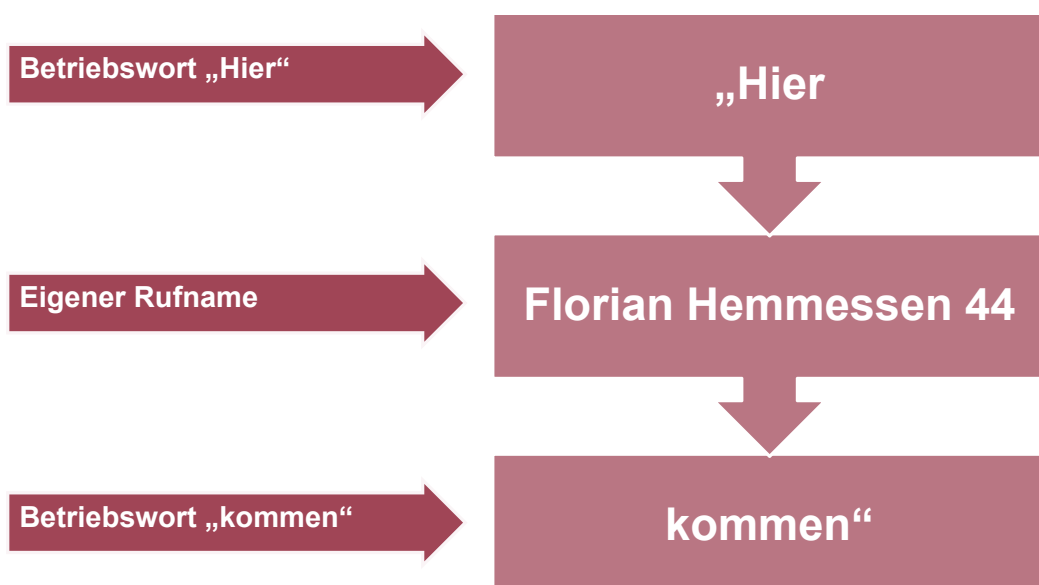 Betriebswort „Hier“
„Hier
Eigener Rufname
Florian Hemmessen 44
Betriebswort „kommen“
kommen“